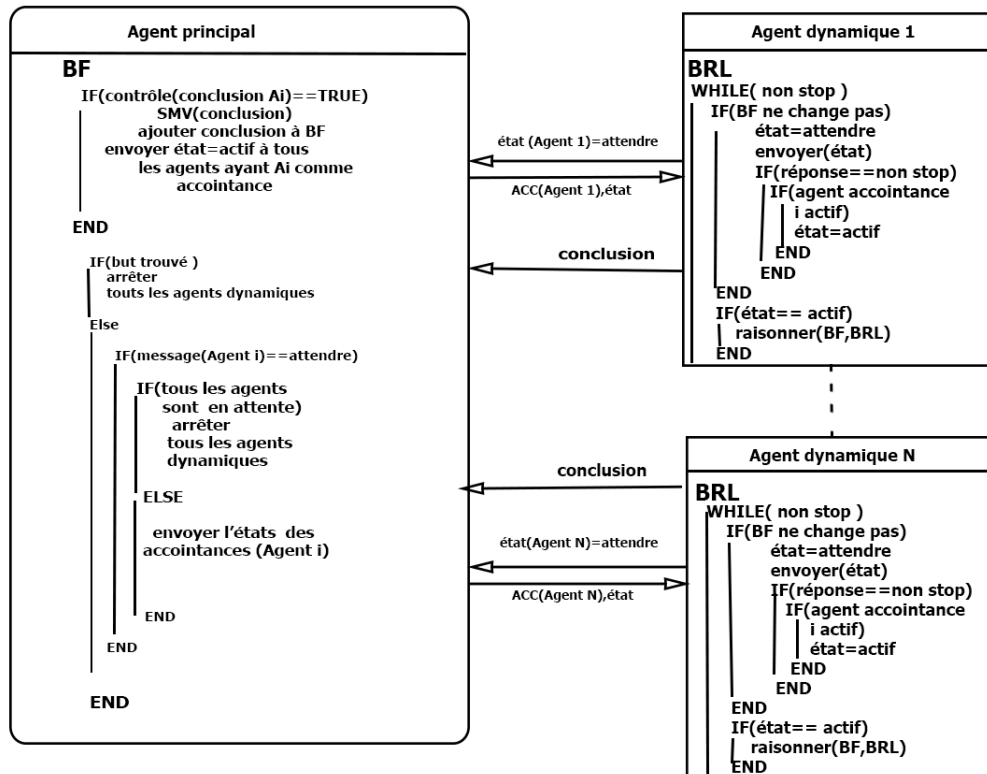 Agent principal
BF
IF(contrôle(conclusion Ai)==TRUE)
SMV(conclusion)
ajouter conclusion à BF
envoyer état=actif à tous
les agents ayant Ai comme
accointance
END
IF(but trouvé )
arrêter
touts les agents dynamiques
Else
IF(message(Agent i)==attendre)
IF(tous les agents
sont en attente)
arrêter
tous les agents
dynamiques
ELSE
envoyer l'états des
accointances (Agent i)
END
END
END
état (Agent 1)=attendre
ACC(Agent 1),état
conclusion
conclusion
état(Agent N)=attendre
ACC(Agent N),état
Agent dynamique 1
BRL
WHILE( non stop )
IF(BF ne change pas)
état=attendre
envoyer(état)
IF(réponse==non stop)
IF(agent accointance
i actif)
état=actif
END
END
END
IF(état== actif)
raisonner(BF,BRL)
END
Agent dynamique N
BRL
WHILE( non stop )
IF(BF ne change pas)
état=attendre
envoyer(état)
IF(réponse==non stop)
IF(agent accointance
i actif)
état=actif
END
END
END
IF(état== actif)
raisonner(BF,BRL)
END